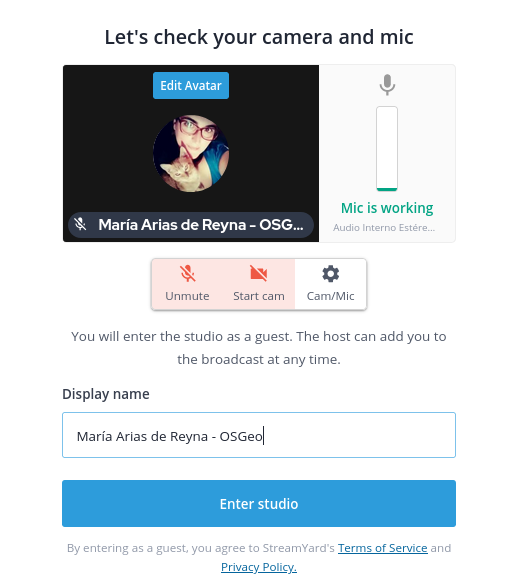 Let's check your camera and mic
Edit Avatar
María Arias de Reyna - OSG...
Mic is working
Audio Interno Estére...
Unmute
Start cam
Cam/Mic
You will enter the studio as a guest. The host can add you to
the broadcast at any time.
Display name
María Arias de Reyna - OSGeo
Enter studio
By entering as a guest, you agree to StreamYard's Terms of Service and
Privacy Policy.